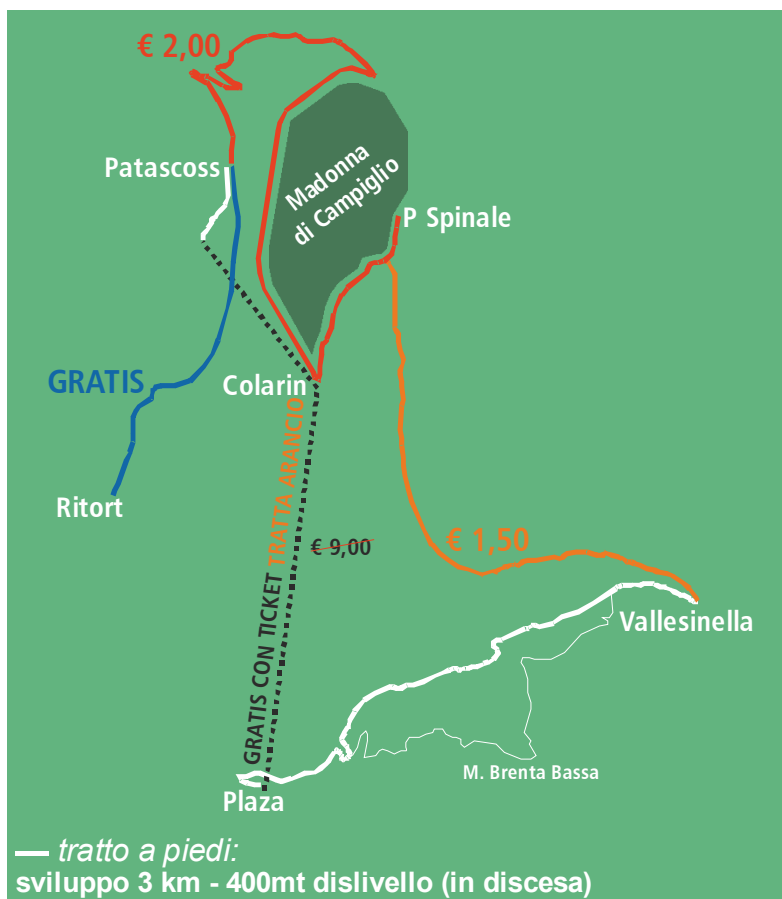 € 2,00
Patascoss
Madonna
di Campiglio
P Spinale
GRATIS
Colarin
Ritort
GRATIS CON TICKET TRATTA ARANCIO
€ 9,00
€ 1,50
Vallesinella
M. Brenta Bassa
Plaza
tratto a piedi:
sviluppo 3 km - 400mt dislivello (in discesa)